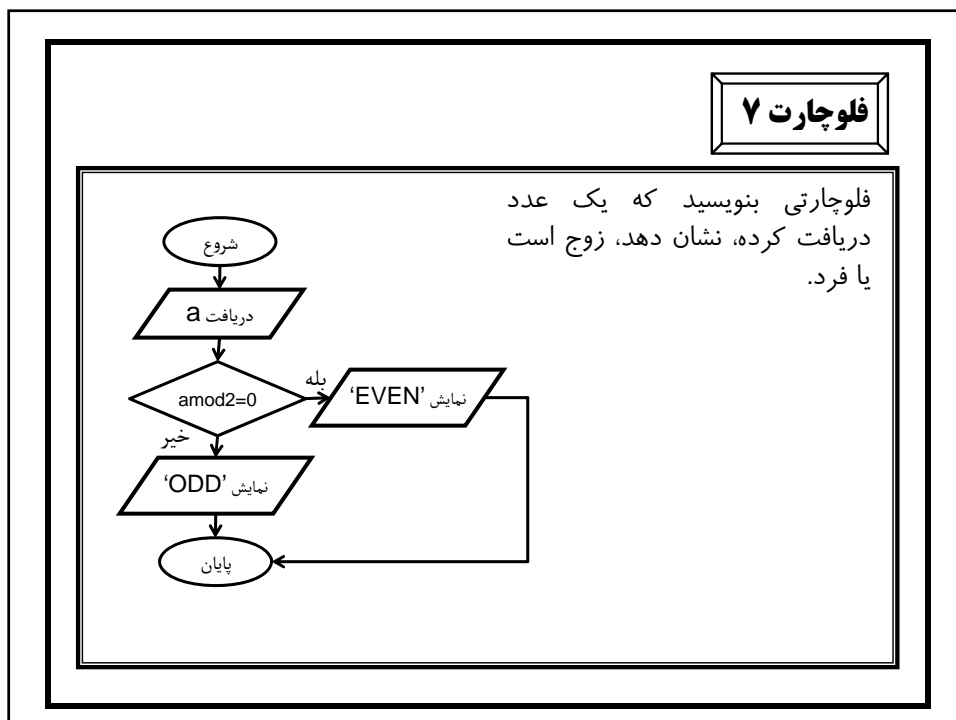 فلوچارت ۷
فلوچارتی بنویسید که یک عدد
دریافت کرده، نشان دهد، زوج است
یا فرد.
شروع
دریافت a
amod2=0
بله
نمایش 'EVEN‘
خیر
نمایش 'ODD‘
پایان